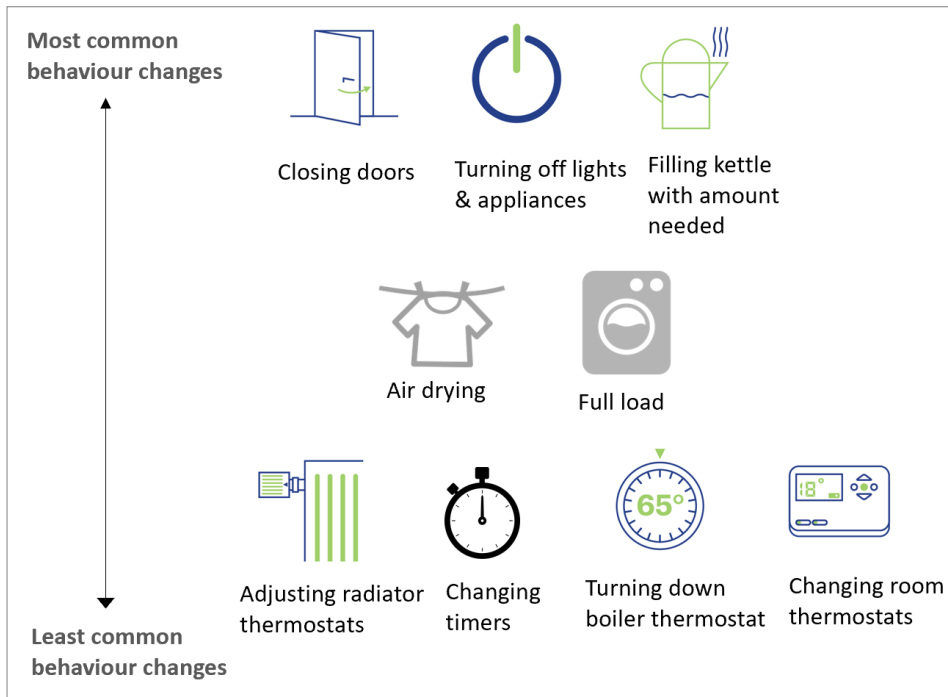 Most common
behaviour changes
Closing doors
Turning off lights
& appliances
Filling kettle
with amount
needed
Air drying
Full load
65°
18°
Adjusting radiator
thermostats
Changing
timers
Turning down
boiler thermostat
Changing room
thermostats
Least common
behaviour changes